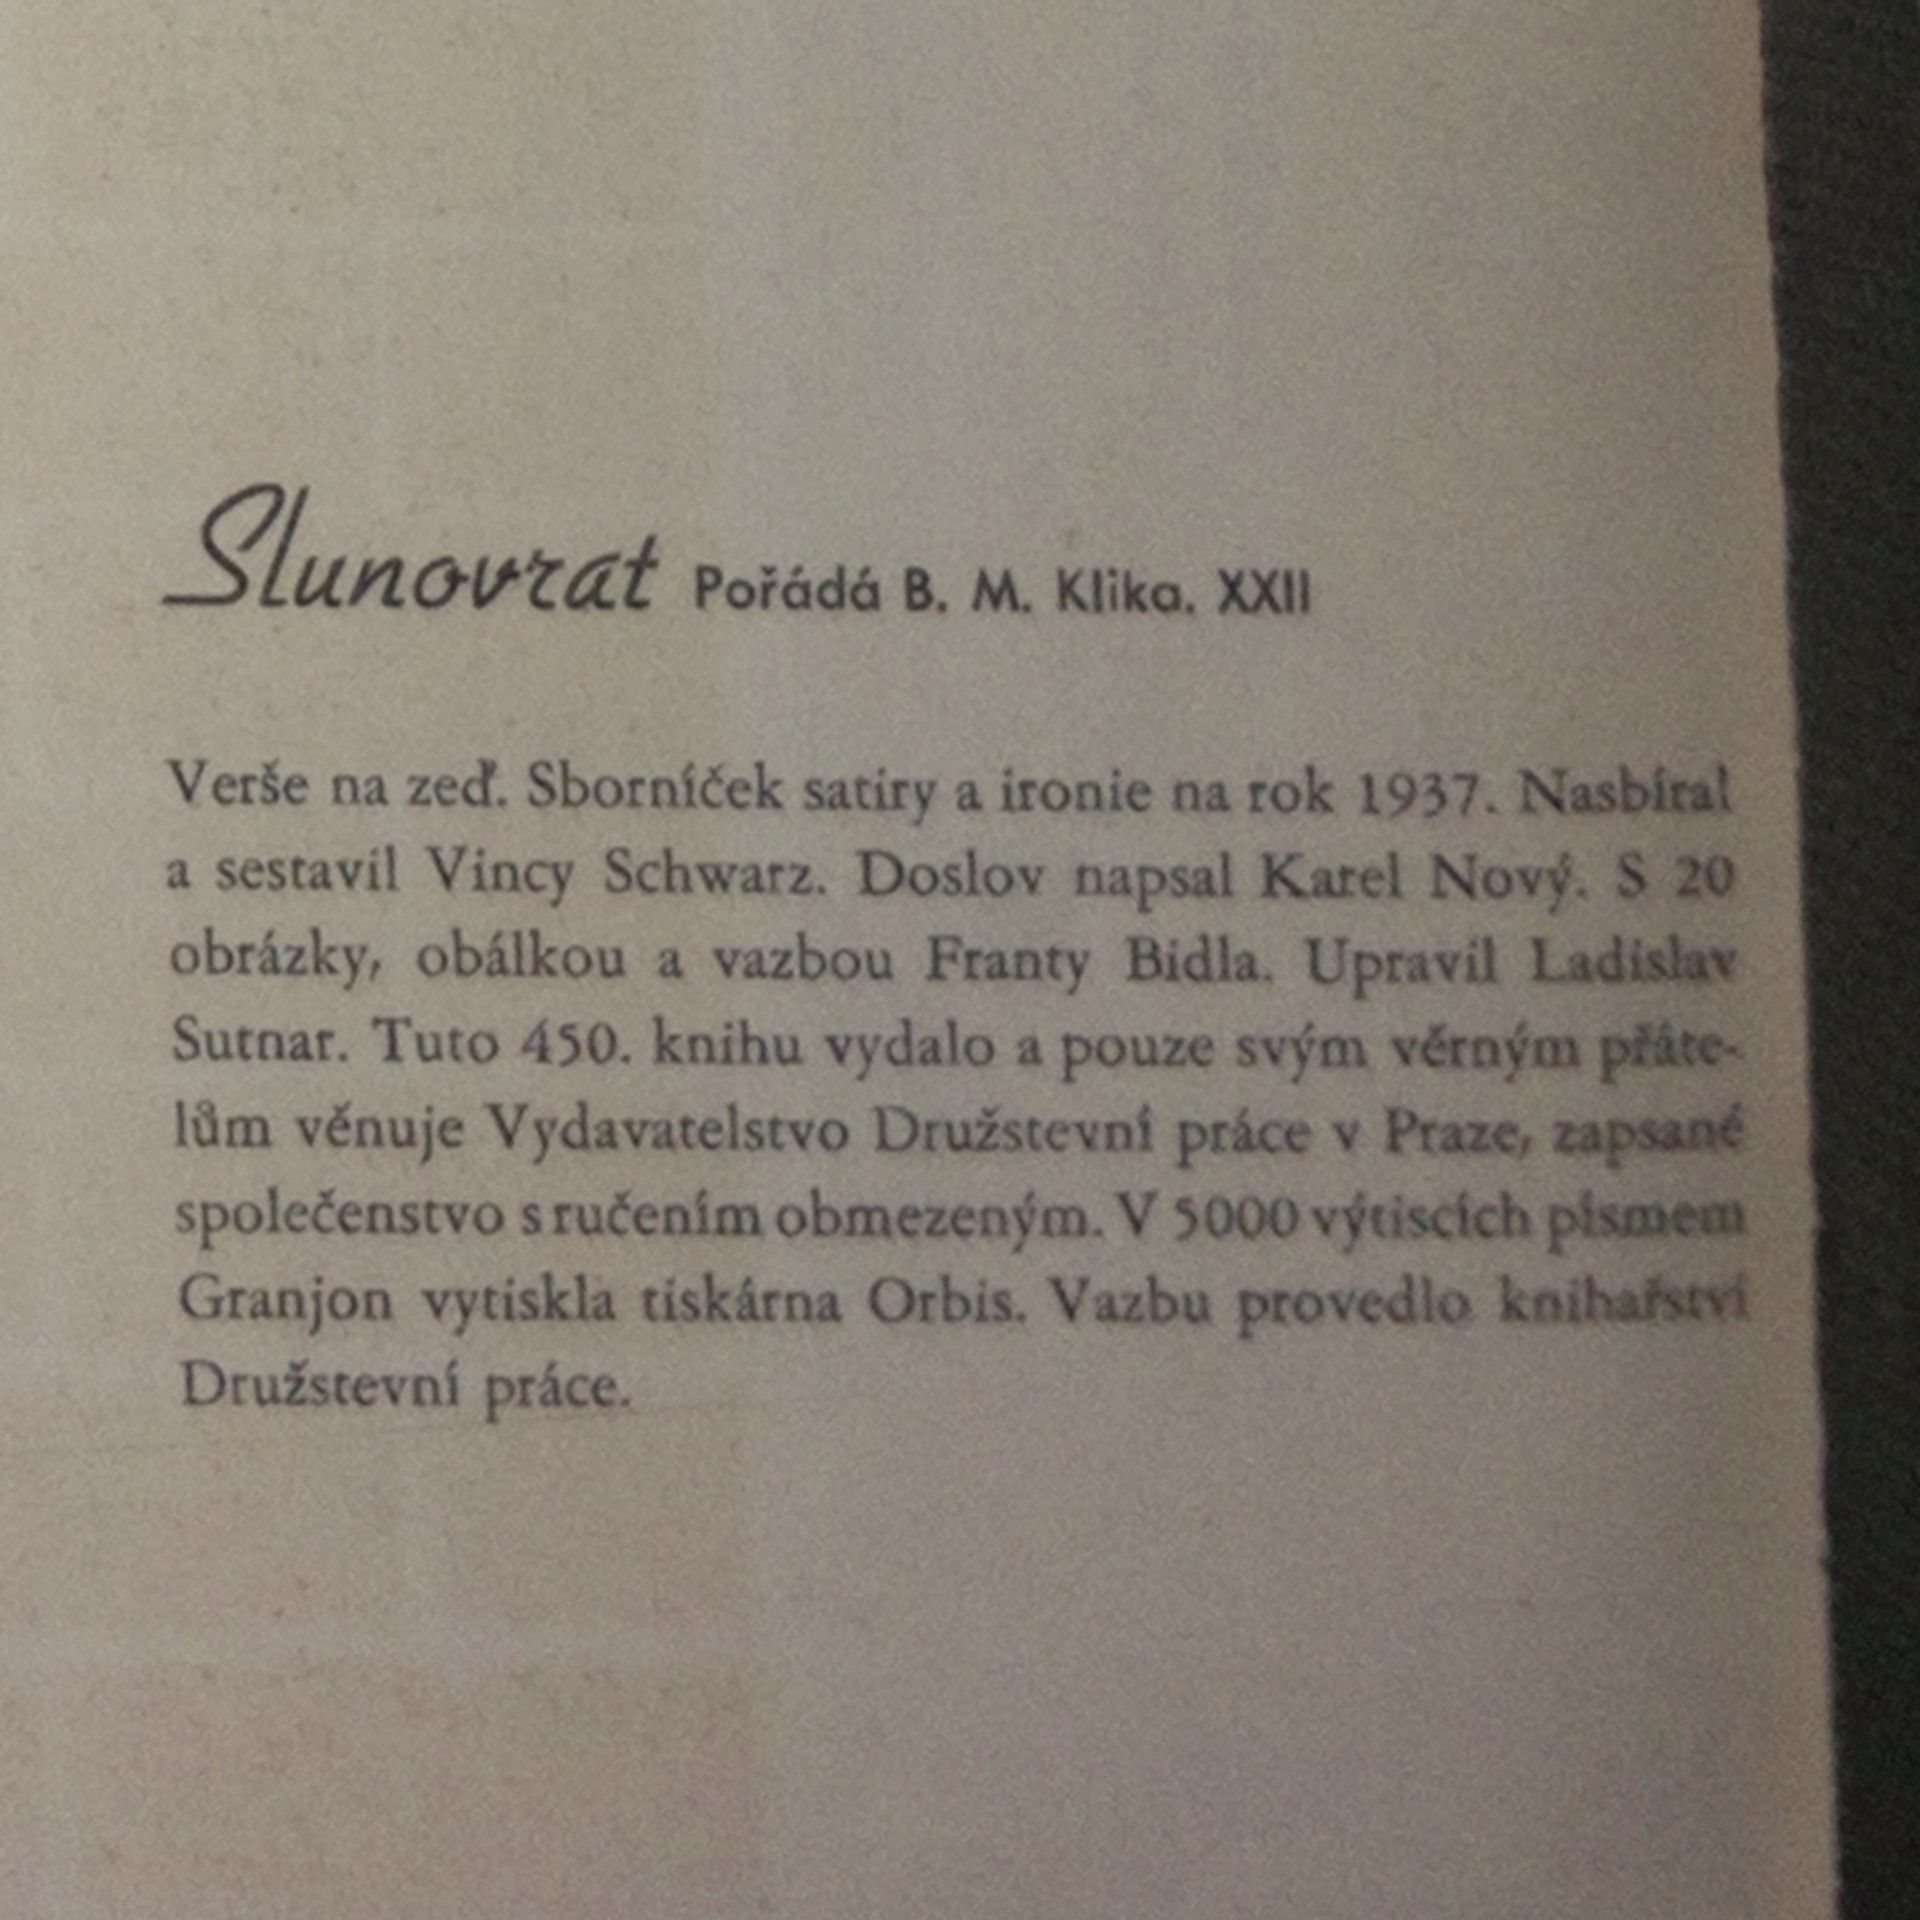 Slunovrat Pořádá B. M. Klika. XXII
Verše na zeď. Sborníček satiry a ironie na rok 1937. Nasbíral
a sestavil Vincy Schwarz. Doslov napsal Karel Nový. S 20
obrázky, obálkou a vazbou Franty Bidla. Upravil Ladislav
Sutnar. Tuto 450. knihu vydalo a pouze svým věrným přáte-
lům věnuje Vydavatelstvo Družstevní práce v Praze, zapsané
společenstvo s ručením obmezeným. V 5000 výtiscích písmem
Granjon vytiskla tiskárna Orbis. Vazbu provedlo knihařství
Družstevní práce.